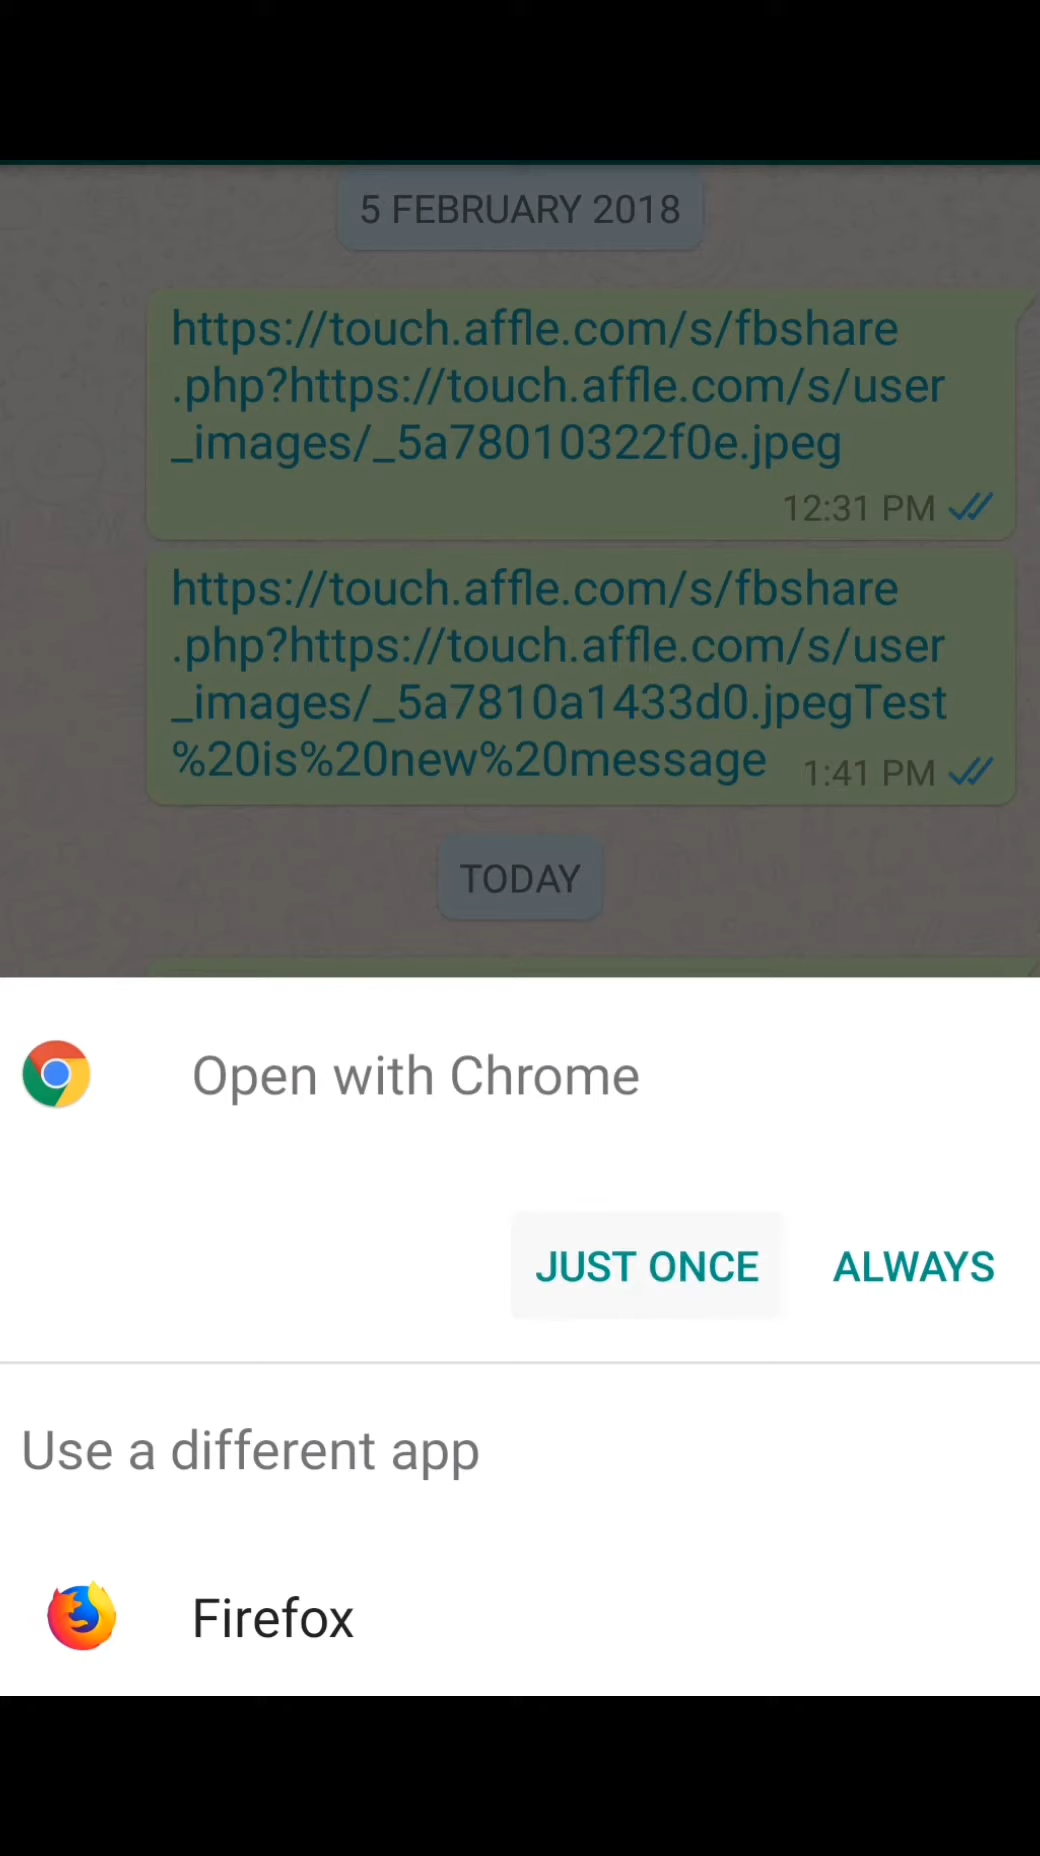 5 FEBRUARY 2018
https://touch.affle.com/s/fbshare
.php?https://touch.affle.com/s/user
_images/_5a78010322f0e.jpeg
12:31 PM
https://touch.affle.com/s/fbshare
.php?https://touch.affle.com/s/user
_images/_5a7810a1433d0.jpegTest
%20is%20new%20message 1:41 PM
TODAY
Open with Chrome
JUST ONCE ALWAYS
Use a different app
Firefox